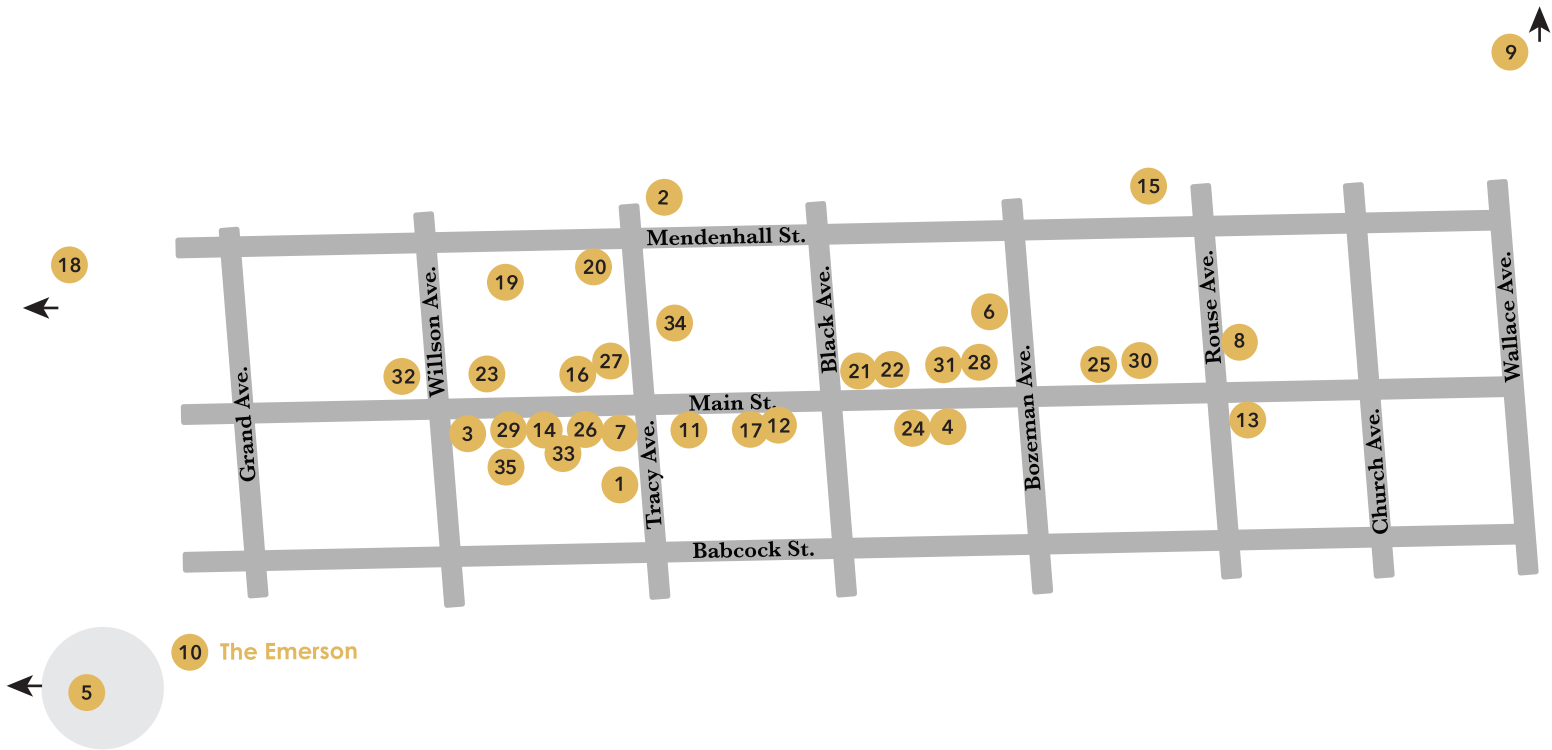 9
15
2
Mendenhall St.
18
20
19
Willson Ave.
Black Ave.
Rouse Ave.
Wallace Ave.
6
34
8
27
16
23
32
21
22
31
28
25
30
Grand Ave.
Main St.
Bozeman Ave.
3
29
14
26
7
11
17
12
24
4
13
33
35
1
Tracy Ave.
Church Ave.
Babcock St.
10
The Emerson
5